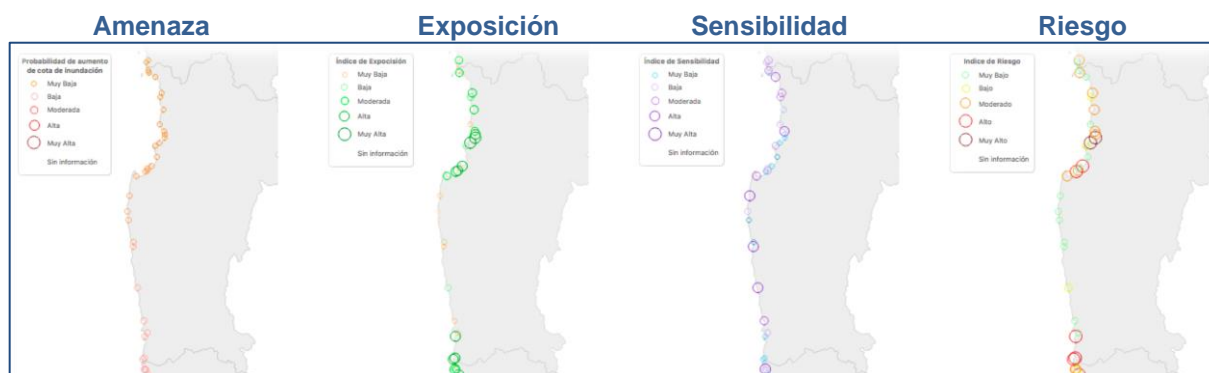 Amenaza
Exposición
Sensibilidad
Riesgo
Probabilidad de aumento
de cota de inundación
Muy Baja
Baja
Moderada
Alta
Muy Alta
Sin información
Índice de Exposición
Muy Baja
Baja
Moderada
Alta
Muy Alta
Sin información
Índice de Sensibilidad
Muy Baja
Baja
Moderada
Alta
Muy Alta
Sin información
Indice de Riesgo
Muy Bajo
Bajo
Moderado
Alto
Muy Alto
Sin información